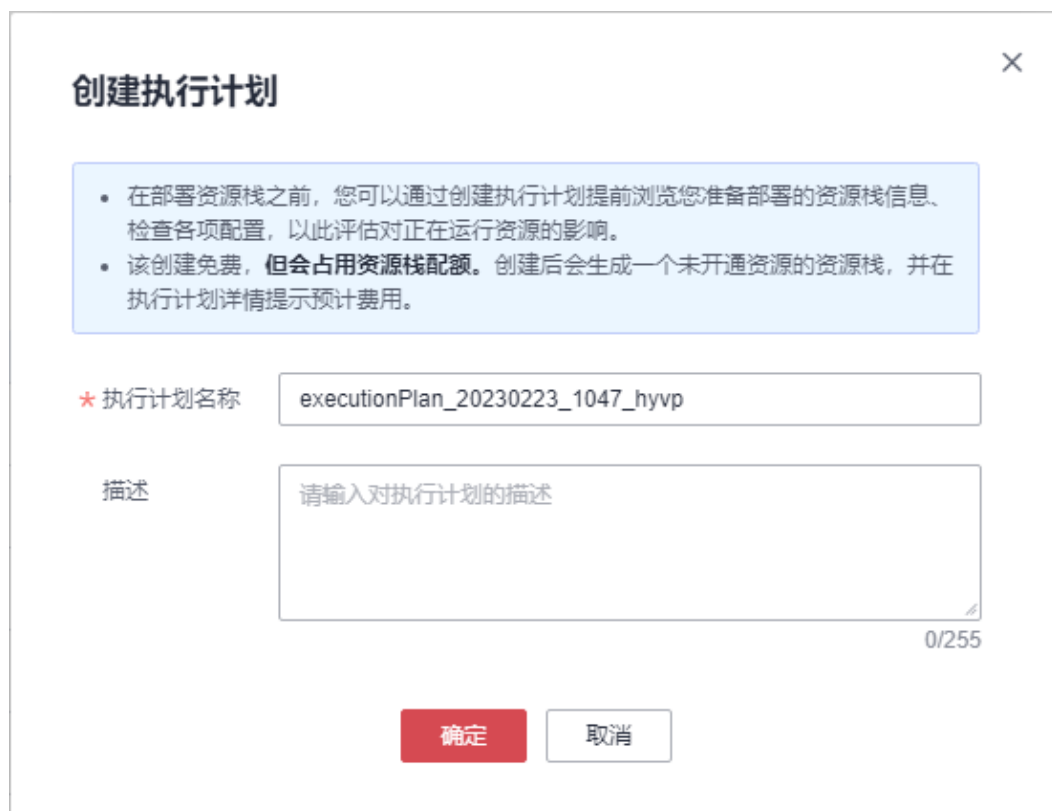 创建执行计划
在部署资源栈之前，您可以通过创建执行计划提前浏览您准备部署的资源栈信息、
检查各项配置，以此评估对正在运行资源的影响。
该创建免费，但会占用资源栈配额。创建后会生成一个未开通资源的资源栈，并在
执行计划详情提示预计费用。
* 执行计划名称 executionPlan_20230223_1047_hyvp
描述 请输入对执行计划的描述
0/255
确定 取消